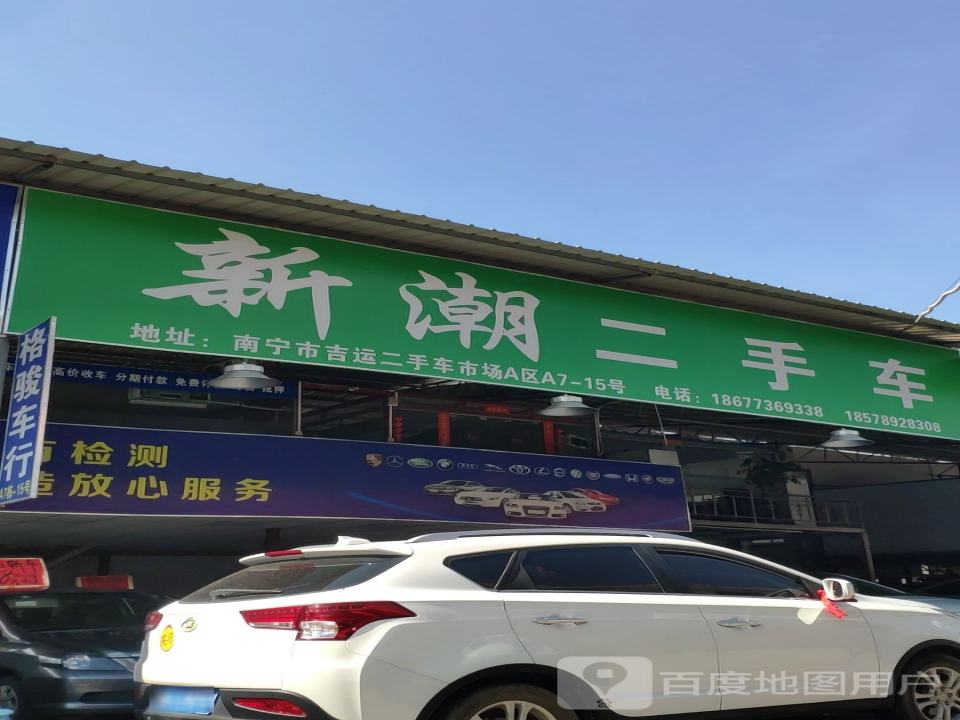 新潮二手车
地址：南宁市吉运二手车市场A区A7-15号 电话：18677369338 18578928308
格骏车行
高价收车 分期付款 免费
检测
放心服务
百度地图用户